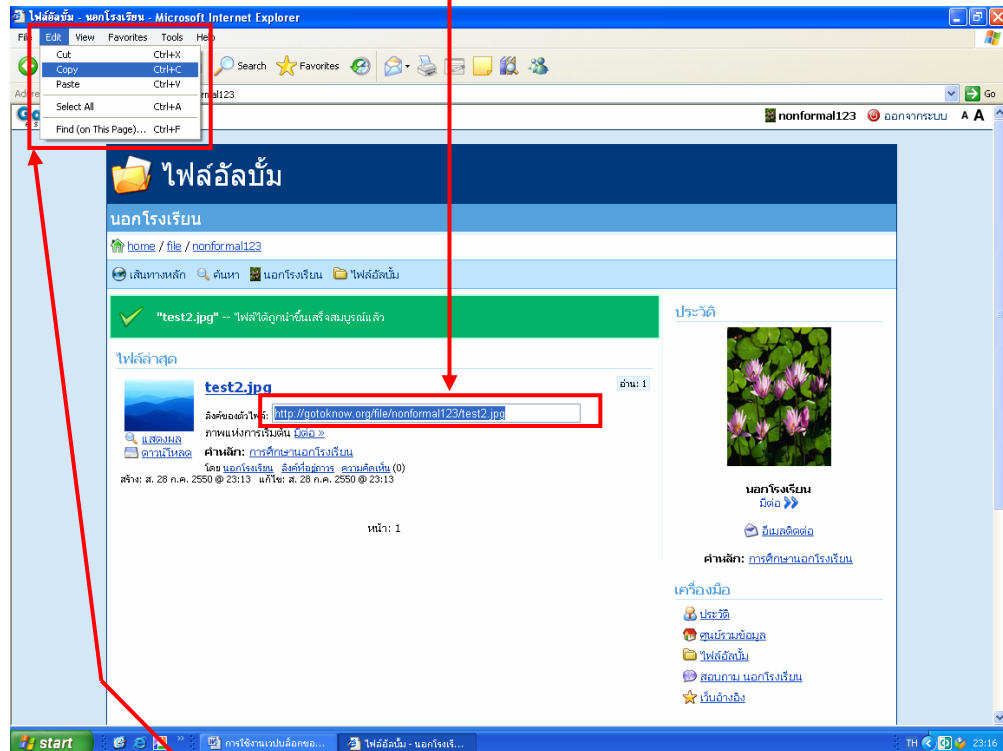 ไฟล์อัลบั้ม - นอกโรงเรียน - Microsoft Internet Explorer
Edit View Favorites Tools Help
Cut Ctrl+X
Copy Ctrl+C
Paste Ctrl+V
Select All Ctrl+A
Find (on This Page)... Ctrl+F
Search Favorites
Go
nonformal123 ออกจากระบบ A A
ไฟล์อัลบั้ม
นอกโรงเรียน
home / file / nonformal123
เส้นทางหลัก ค้นหา นอกโรงเรียน ไฟล์อัลบั้ม
"test2.jpg" -- ไฟล์ได้ถูกนำขึ้นเสร็จสมบูรณ์แล้ว
ไฟล์ล่าสุด
test2.jpg อ่าน: 1
ลิงค์ของตัวไฟล์: http://gotoknow.org/file/nonformal123/test2.jpg
ภาพแห่งการเริ่มต้น มีต่อ »
แสดงผล
ดาวน์โหลด
คำหลัก: การศึกษานอกโรงเรียน
โดย นอกโรงเรียน ลิงค์ที่อยู่ถาวร ความคิดเห็น (0)
สร้าง: ส. 28 ก.ค. 2550 @ 23:13 แก้ไข: ส. 28 ก.ค. 2550 @ 23:13
หน้า: 1
ประวัติ
นอกโรงเรียน
มีต่อ
อีเมลติดต่อ
คำหลัก: การศึกษานอกโรงเรียน
เครื่องมือ
ประวัติ
ศูนย์รวมข้อมูล
ไฟล์อัลบั้ม
สอบถาม นอกโรงเรียน
เว็บอ้างอิง
start การใช้งานเวปบล็อกขอ... ไฟล์อัลบั้ม - นอกโรงเรี... TH 23:16